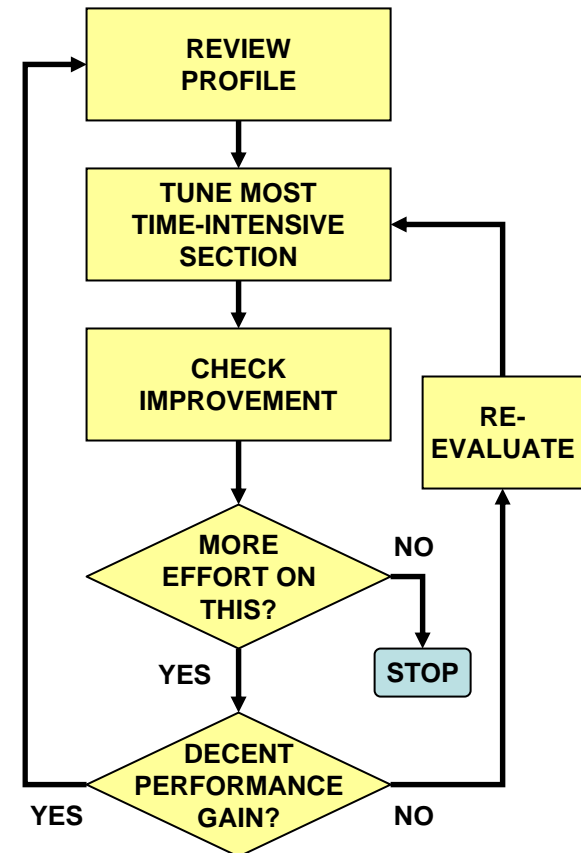 REVIEW
PROFILE
TUNE MOST
TIME-INTENSIVE
SECTION
CHECK
IMPROVEMENT
RE-
EVALUATE
MORE
EFFORT ON
THIS?
NO
STOP
YES
DECENT
PERFORMANCE
GAIN?
YES
NO